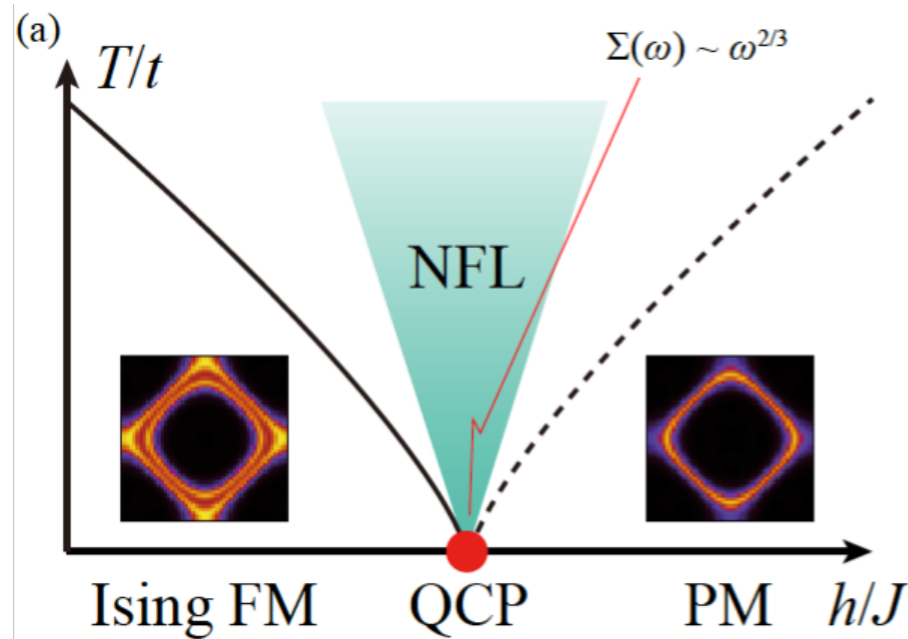 (a)
T/t
Σ(ω) ~ ω^{2/3}
NFL
Ising FM
QCP
PM
h/J